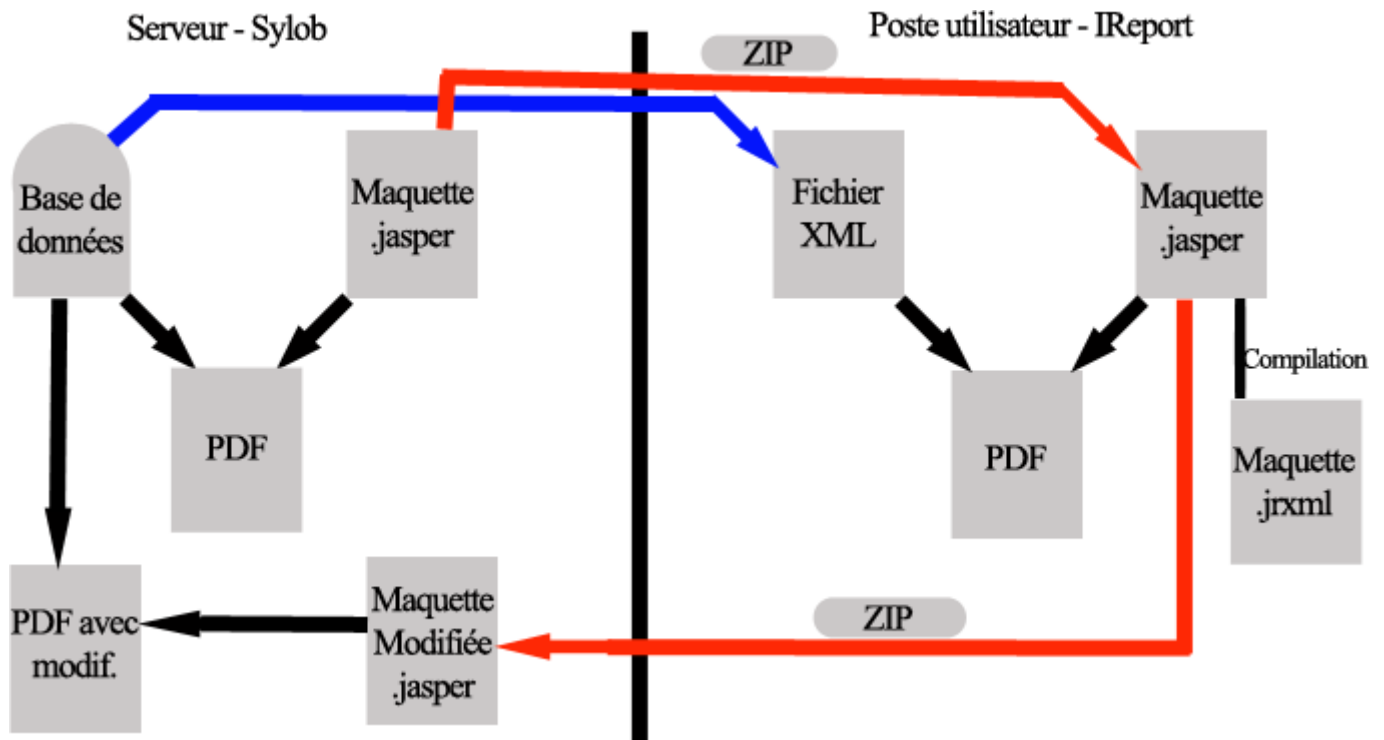 Serveur - Sylob
Poste utilisateur - IReport
ZIP
Base de
données
Maquette
.jasper
Fichier
XML
Maquette
.jasper
Compilation
PDF
PDF
Maquette
.jrxml
PDF avec
modif.
Maquette
Modifiée
.jasper
ZIP